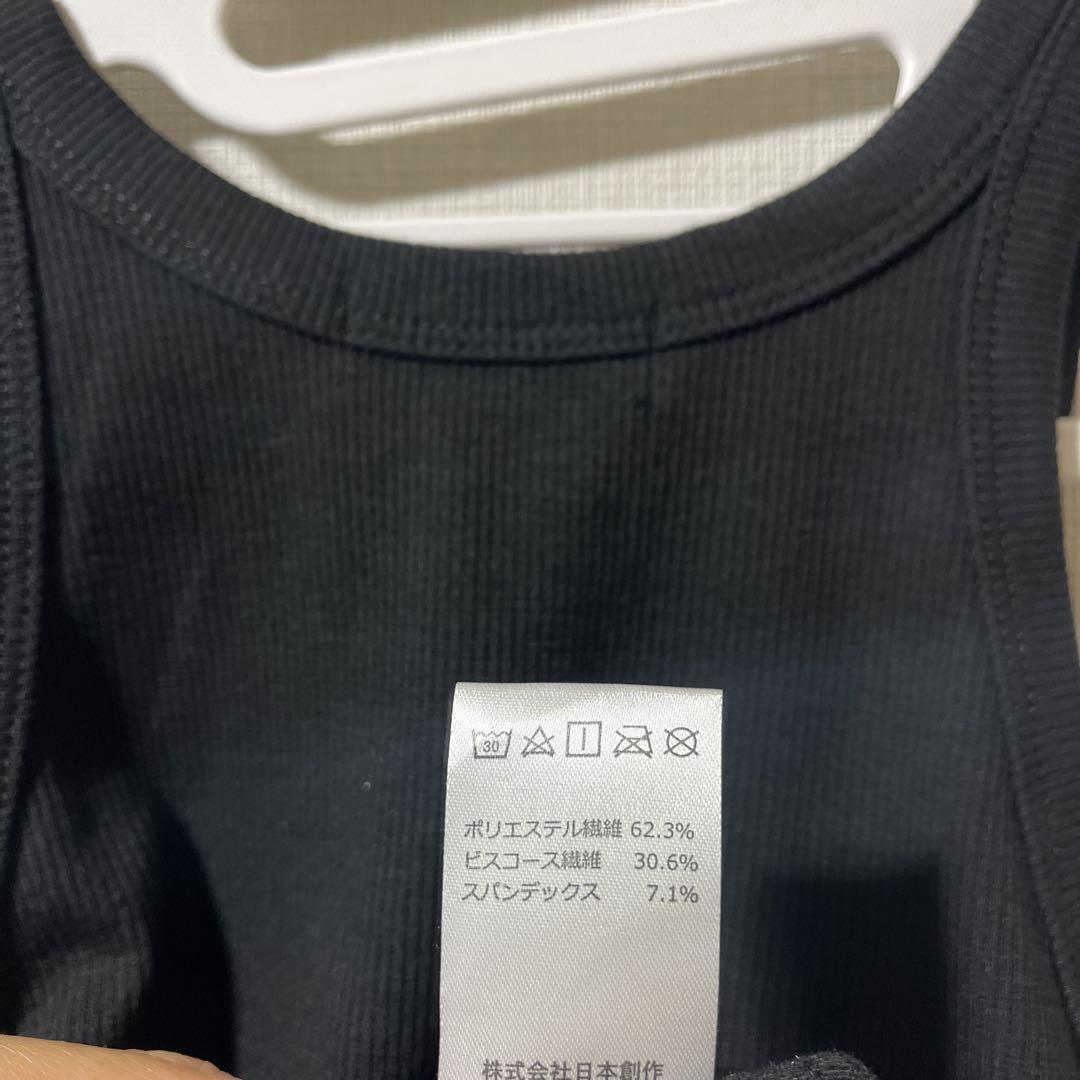 30
ポリエステル繊維 62.3%
ビスコース繊維 30.6%
スパンデックス 7.1%
株式会社日本創作